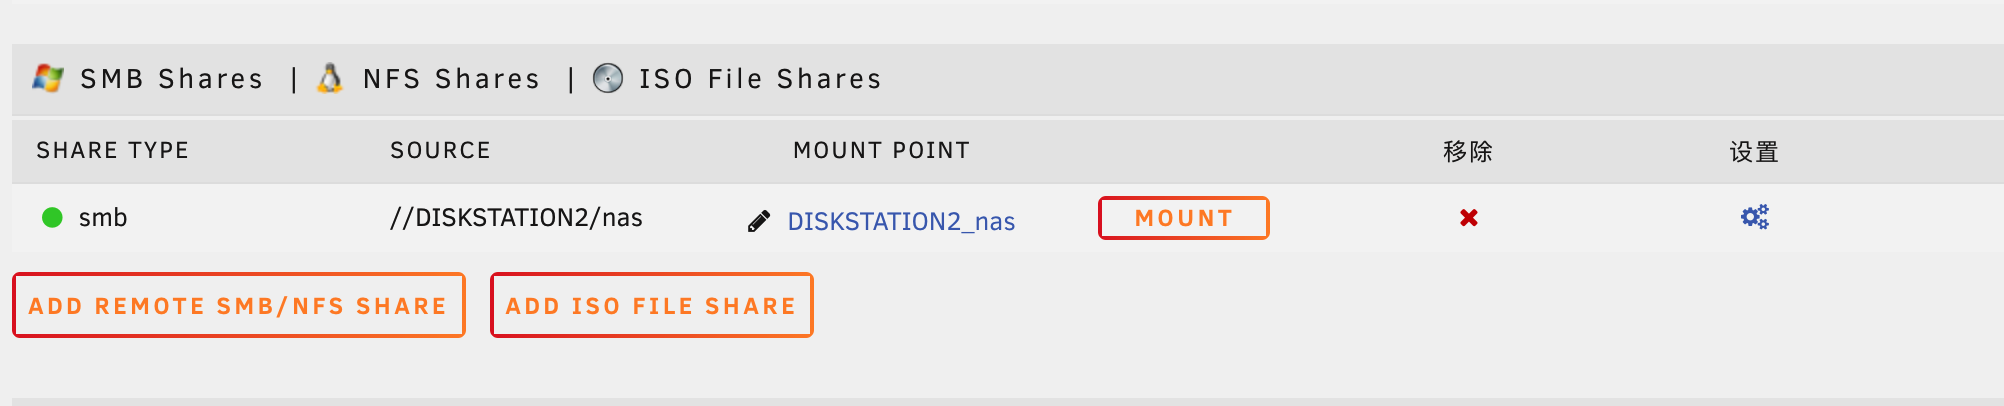 SMB Shares | NFS Shares | ISO File Shares
SHARE TYPE SOURCE MOUNT POINT 移除 设置
smb //DISKSTATION2/nas DISKSTATION2_nas MOUNT
ADD REMOTE SMB/NFS SHARE ADD ISO FILE SHARE